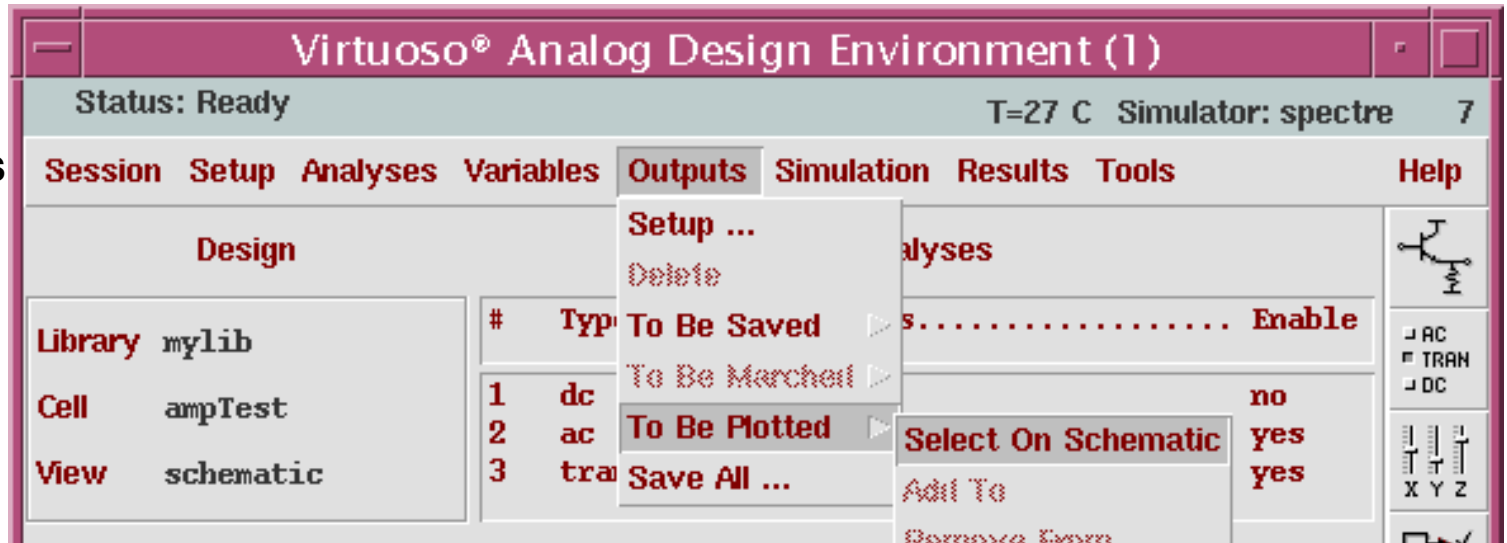 Virtuoso® Analog Design Environment (1)
Status: Ready
T=27 C Simulator: spectre 7
s
Session Setup Analyses Variables Outputs Simulation Results Tools Help
Design
alyses
Setup ...
Delete
To Be Saved
To Be Marched
To Be Plotted
Save All ...
Select On Schematic
Add To
Remove From
Library mylib
Cell ampTest
View schematic
# Typ s.................. Enable
1 dc no
2 ac yes
3 tra yes
AC
TRAN
DC
X Y Z